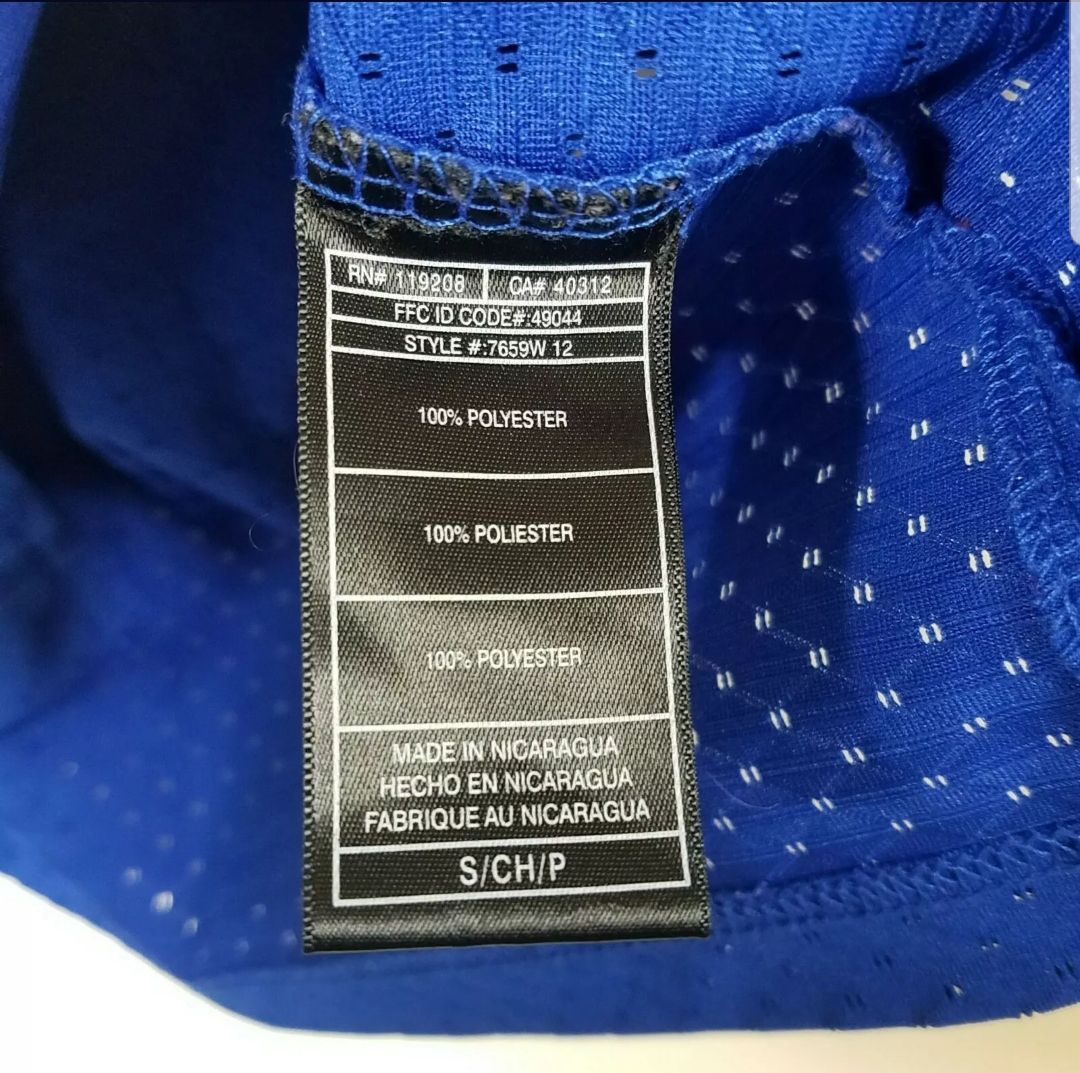 RN# 119208 CA# 40312
FFC ID CODE#:49044
STYLE #:7659W 12
100% POLYESTER
100% POLIESTER
100% POLYESTER
MADE IN NICARAGUA
HECHO EN NICARAGUA
FABRIQUE AU NICARAGUA
S/CH/P